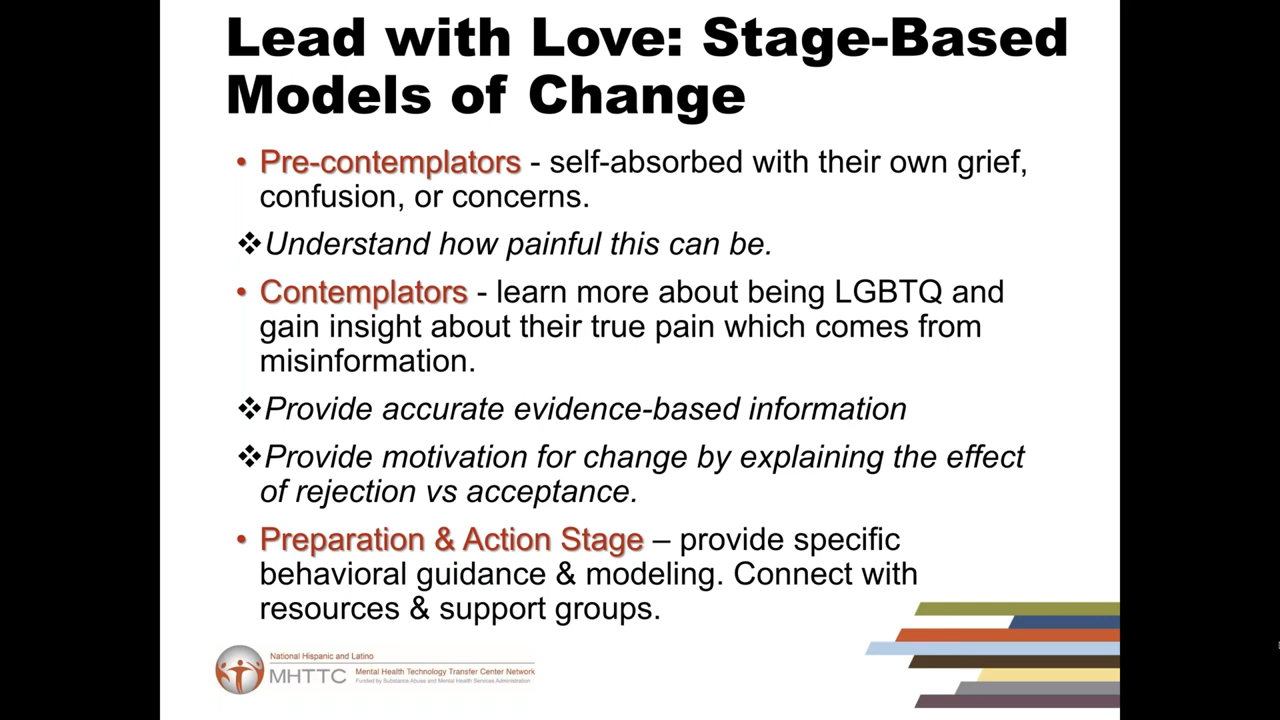 Lead with Love: Stage-Based
Models of Change
• Pre-contemplators - self-absorbed with their own grief,
confusion, or concerns.
❖Understand how painful this can be.
• Contemplators - learn more about being LGBTQ and
gain insight about their true pain which comes from
misinformation.
❖Provide accurate evidence-based information
❖Provide motivation for change by explaining the effect
of rejection vs acceptance.
• Preparation & Action Stage – provide specific
behavioral guidance & modeling. Connect with
resources & support groups.
National Hispanic and Latino
MHTTC Mental Health Technology Transfer Center Network
Funded by Substance Abuse and Mental Health Services Administration